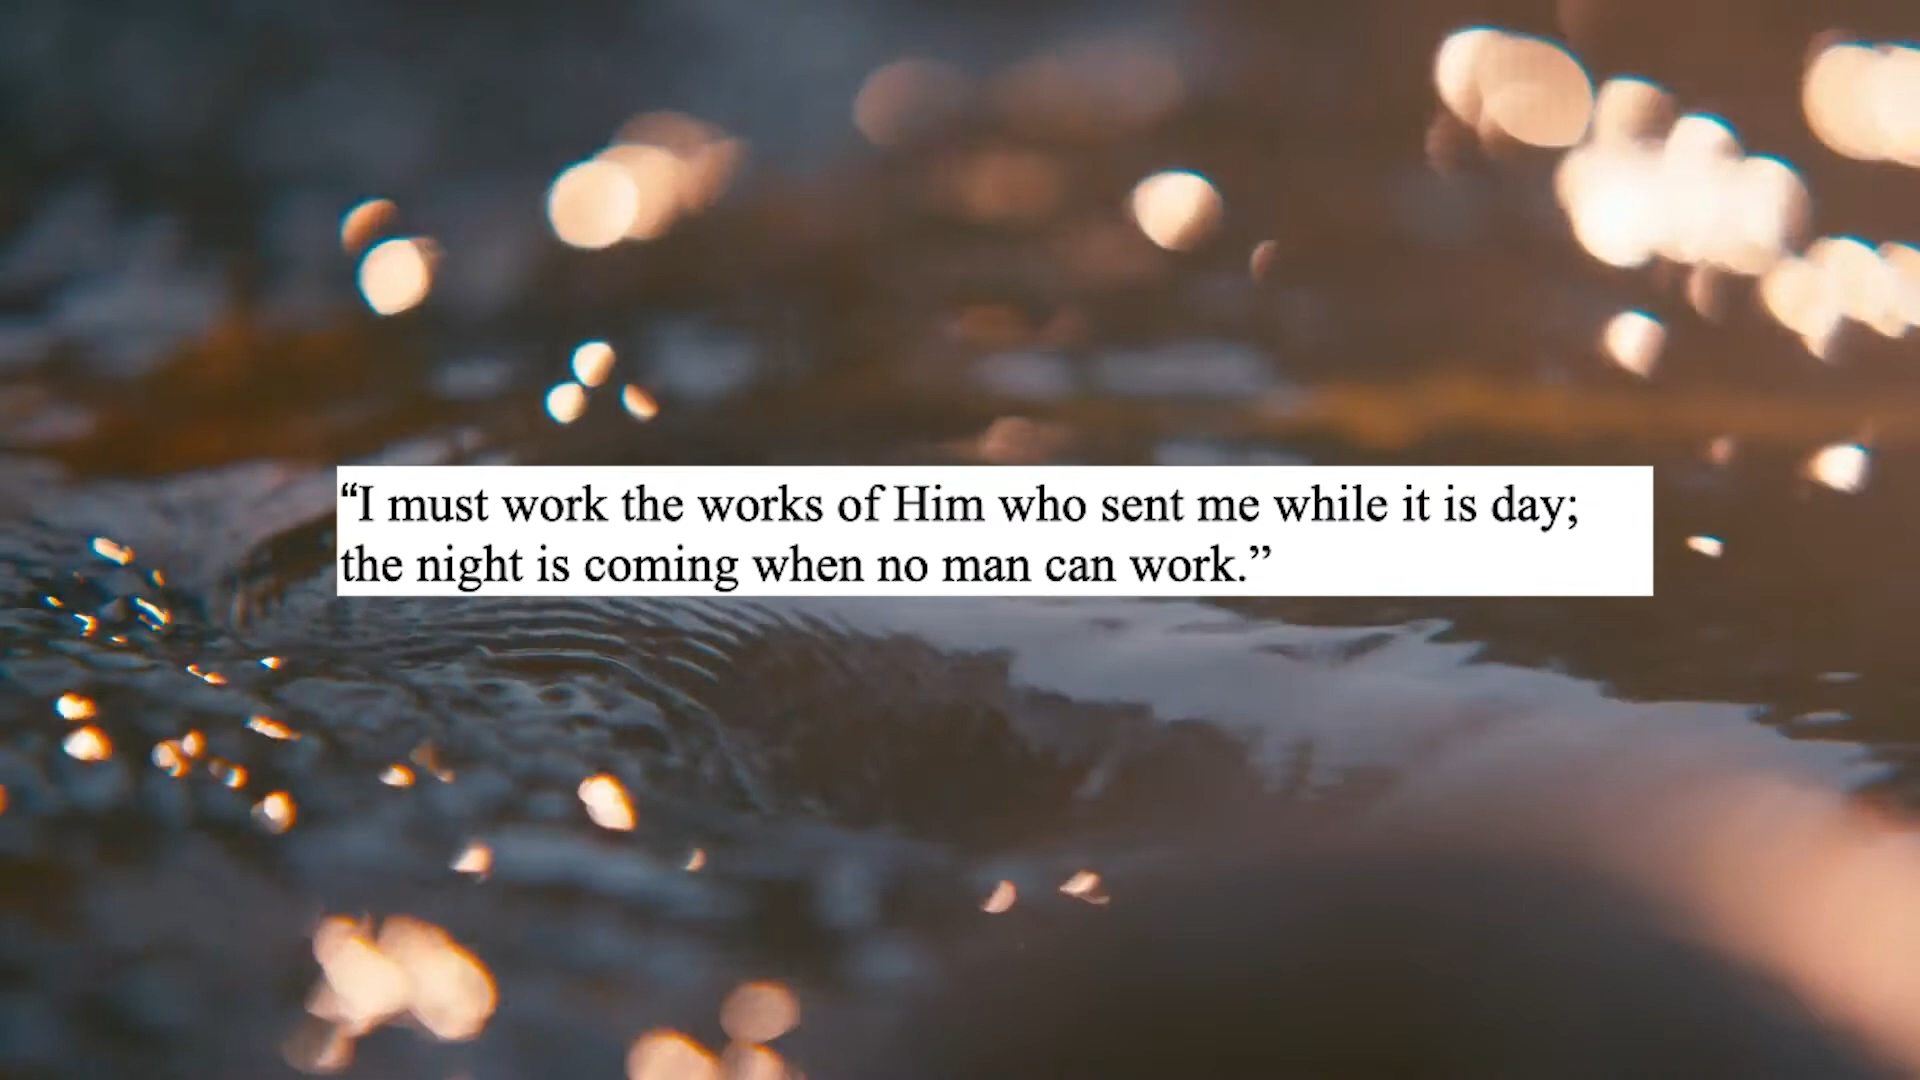 “I must work the works of Him who sent me while it is day;
the night is coming when no man can work.”